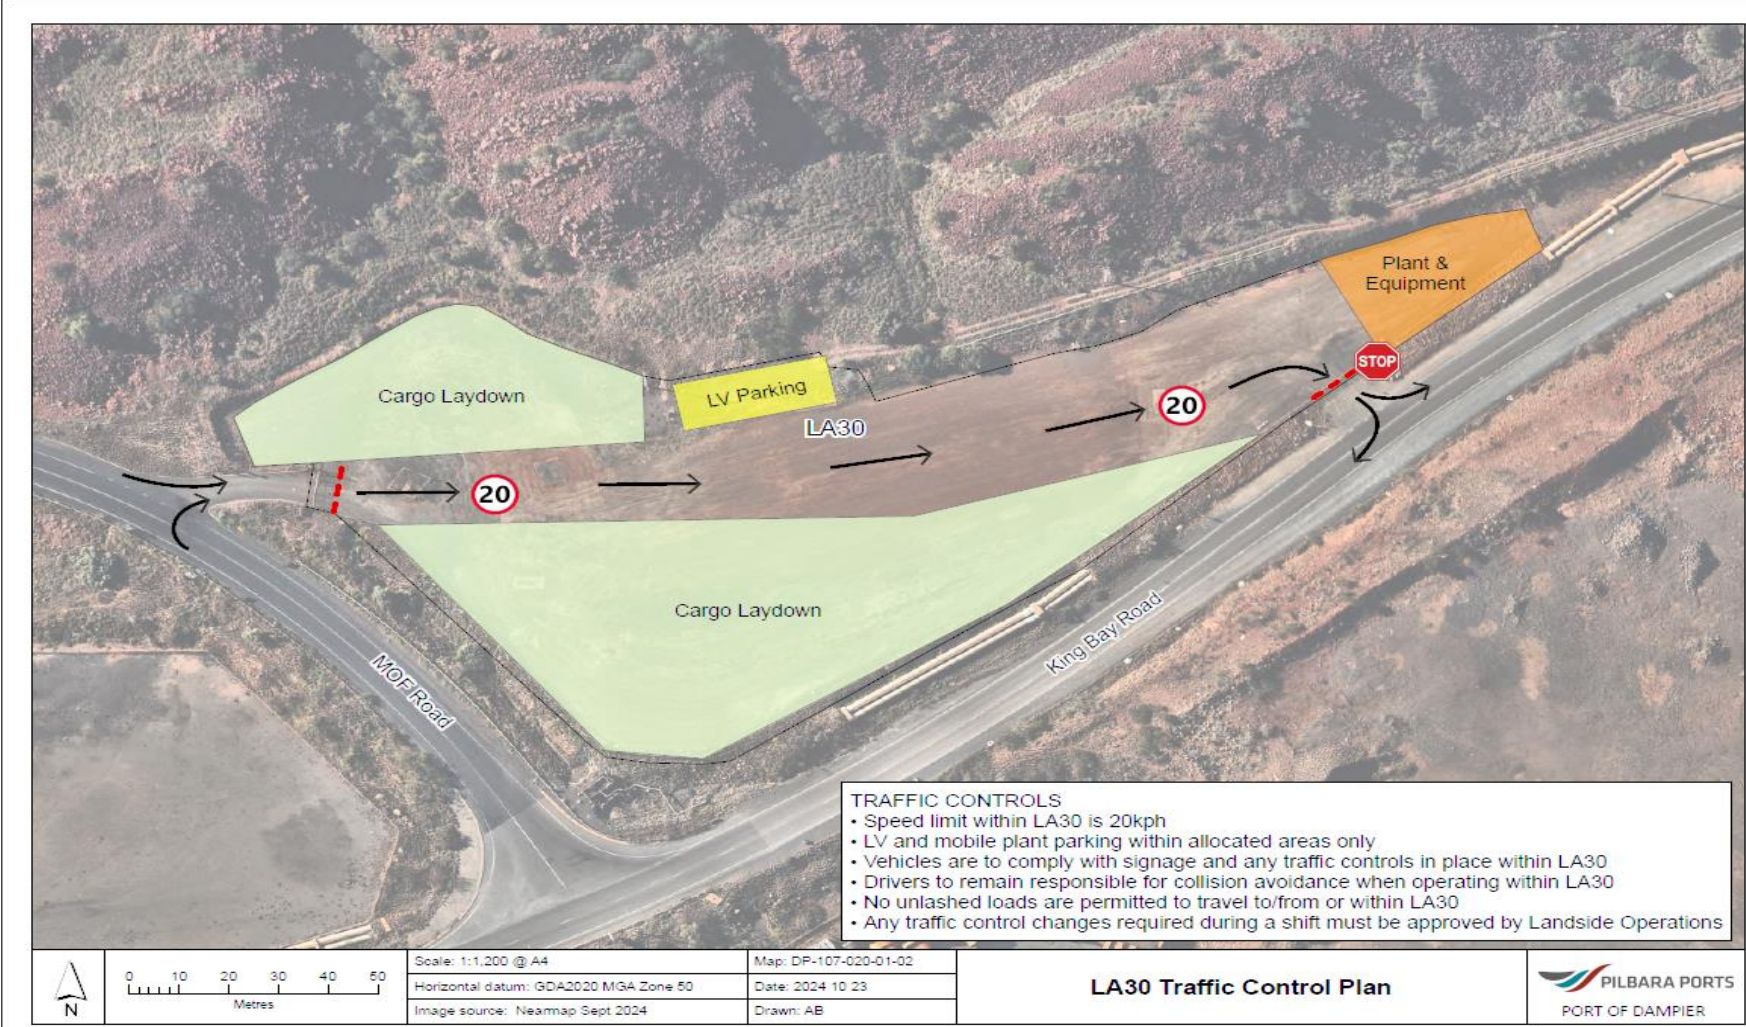 Plant &
Equipment
STOP
Cargo Laydown
LV Parking
20
LA30
20
Cargo Laydown
King Bay Road
MOF Road
TRAFFIC CONTROLS
• Speed limit within LA30 is 20kph
• LV and mobile plant parking within allocated areas only
• Vehicles are to comply with signage and any traffic controls in place within LA30
• Drivers to remain responsible for collision avoidance when operating within LA30
• No unlashed loads are permitted to travel to/from or within LA30
• Any traffic control changes required during a shift must be approved by Landside Operations
N
0 10 20 30 40 50
Metres
Scale: 1:1,200 @ A4
Horizontal datum: GDA2020 MGA Zone 50
Image source: Nearmap Sept 2024
Map: DP-107-020-01-02
Date: 2024 10 23
Drawn: AB
LA30 Traffic Control Plan
PILBARA PORTS
PORT OF DAMPIER